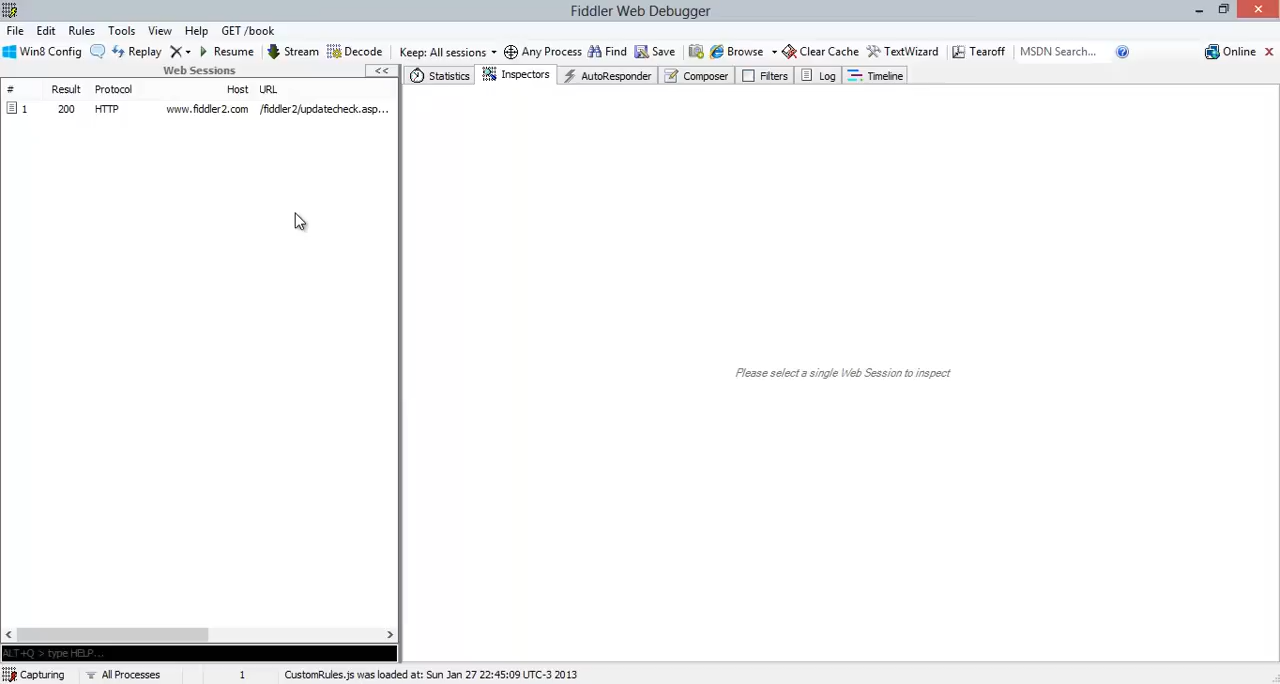 Fiddler Web Debugger
File Edit Rules Tools View Help GET /book
Win8 Config Replay Resume Stream Decode Keep: All sessions Any Process Find Save Browse Clear Cache TextWizard Tearoff MSDN Search... Online
Web Sessions <<
Statistics Inspectors AutoResponder Composer Filters Log Timeline
# Result Protocol Host URL
1 200 HTTP www.fiddler2.com /fiddler2/updatecheck.asp...
Please select a single Web Session to inspect
ALT+Q > type HELP...
Capturing All Processes 1 CustomRules.js was loaded at: Sun Jan 27 22:45:09 UTC-3 2013